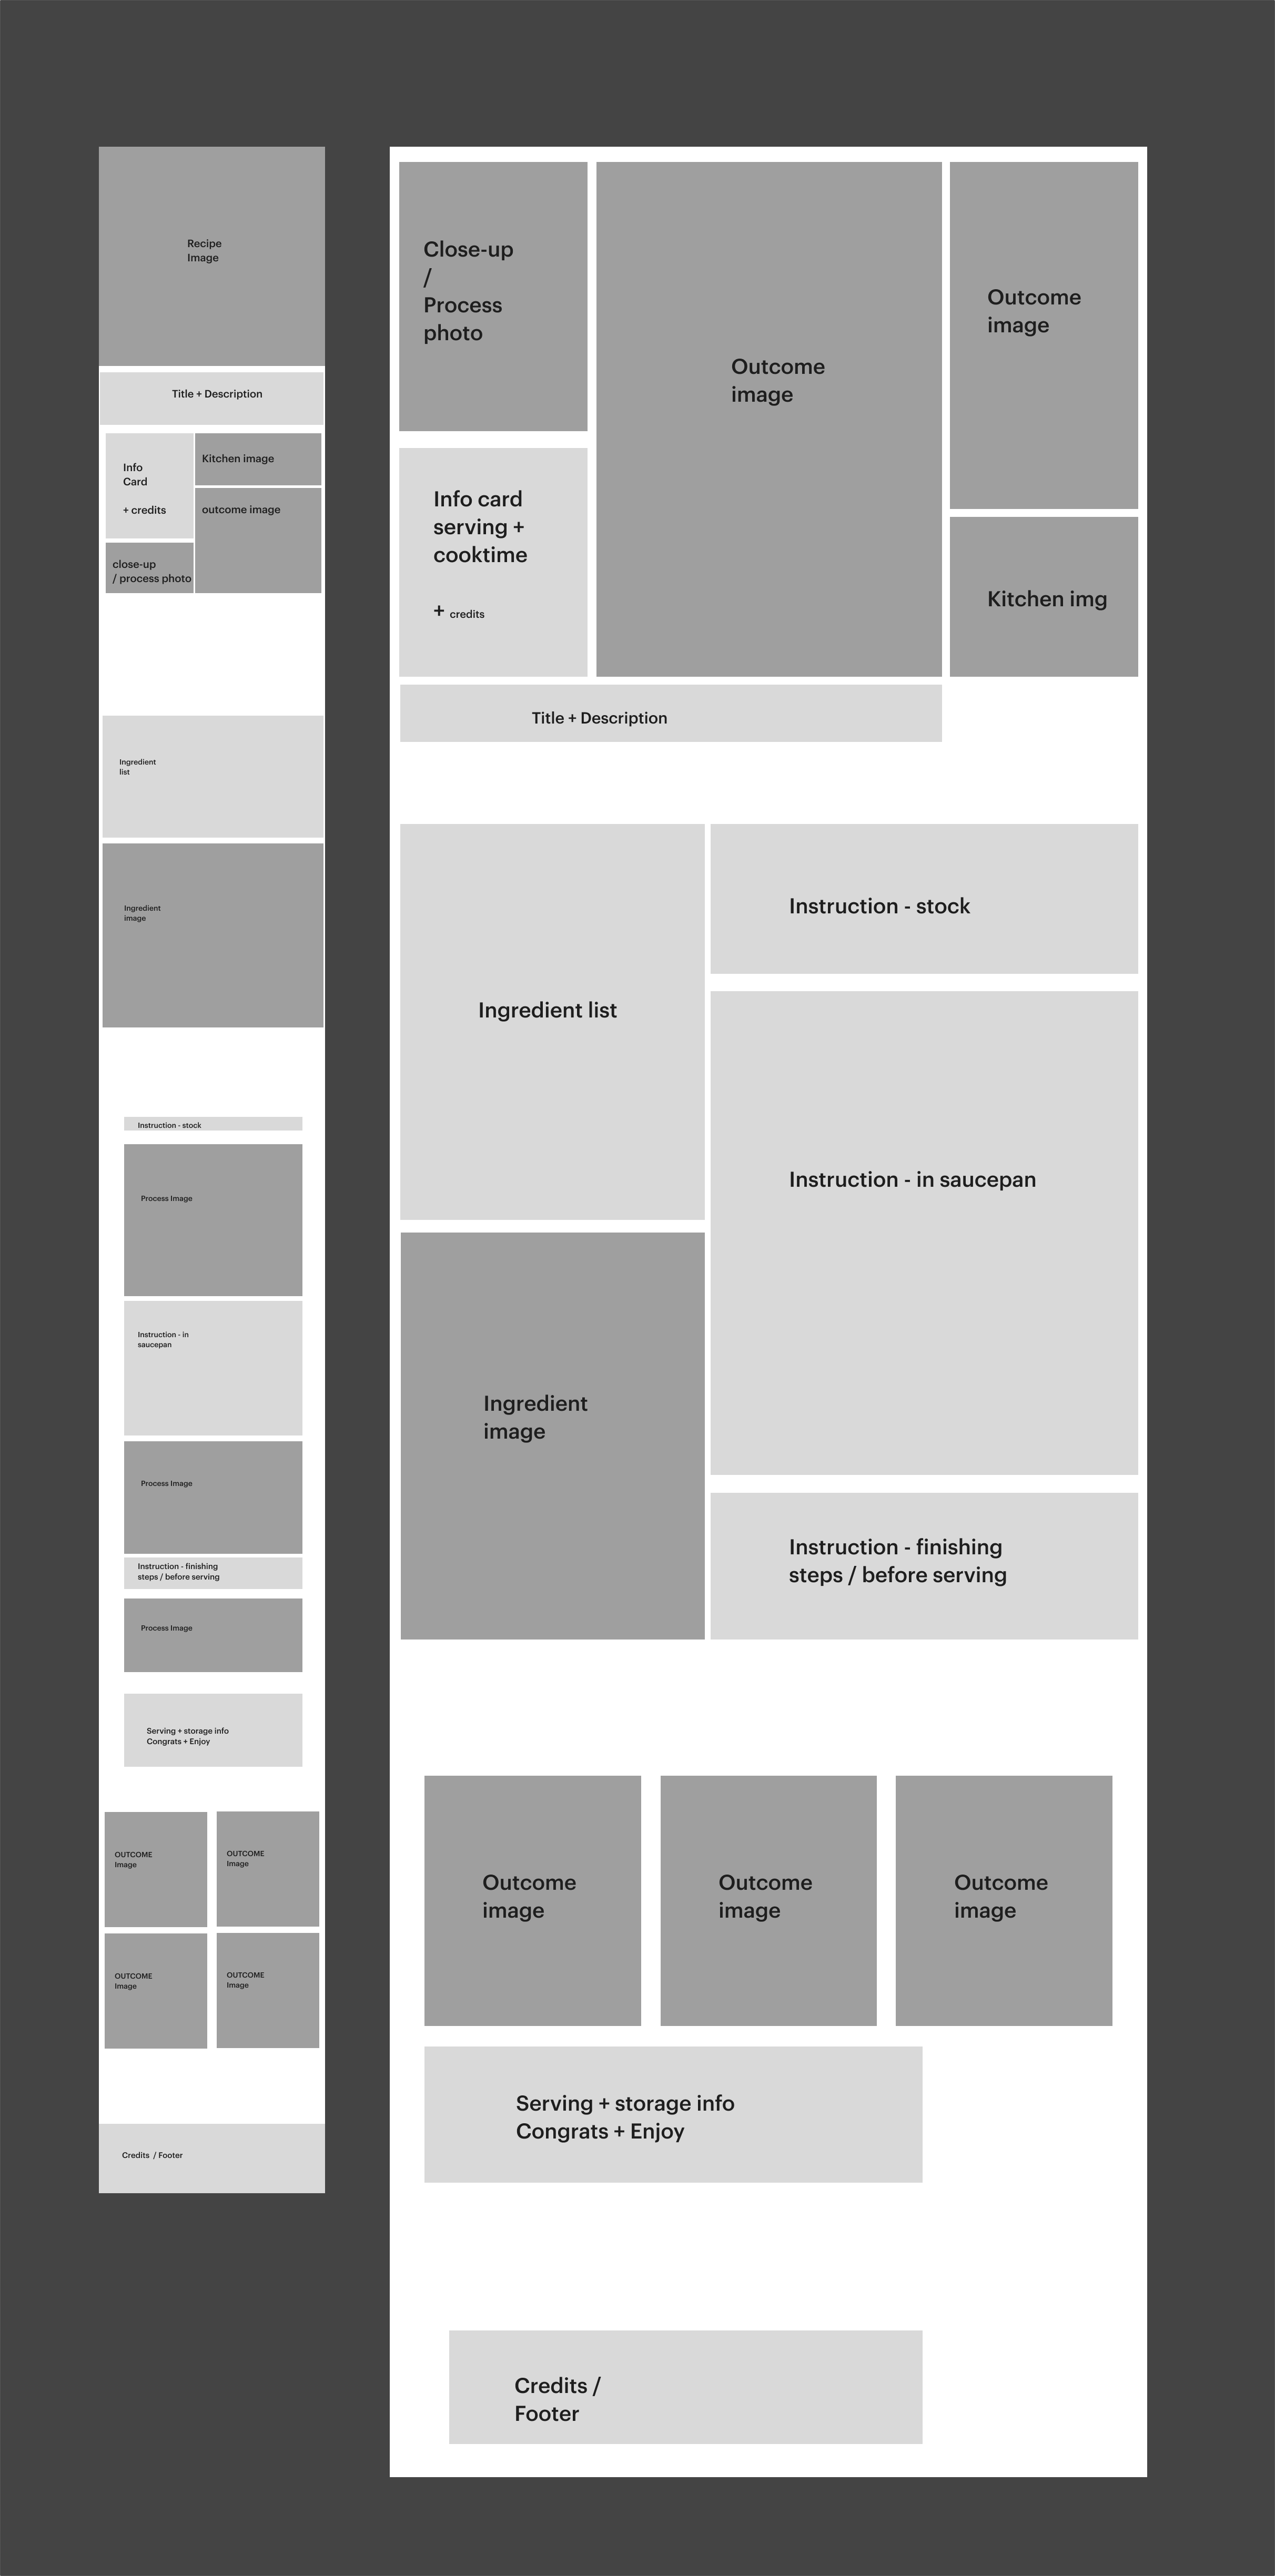 Recipe
Image
Title + Description
Info
Card
+ credits
Kitchen image
outcome image
close-up
/ process photo
Ingredient
list
Ingredient
image
Instruction - stock
Process Image
Instruction - in
saucepan
Process Image
Instruction - finishing
steps / before serving
Process Image
Serving + storage info
Congrats + Enjoy
OUTCOME
Image
OUTCOME
Image
OUTCOME
Image
OUTCOME
Image
Credits / Footer
Close-up
/
Process
photo
Outcome
image
Outcome
image
Info card
serving +
cooktime
+ credits
Kitchen img
Title + Description
Ingredient list
Instruction - stock
Instruction - in saucepan
Ingredient
image
Instruction - finishing
steps / before serving
Outcome
image
Outcome
image
Outcome
image
Serving + storage info
Congrats + Enjoy
Credits /
Footer